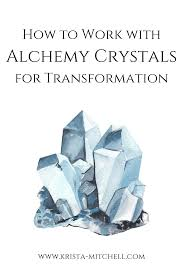 How to Work with
Alchemy Crystals
for Transformation
www.krista-mitchell.com